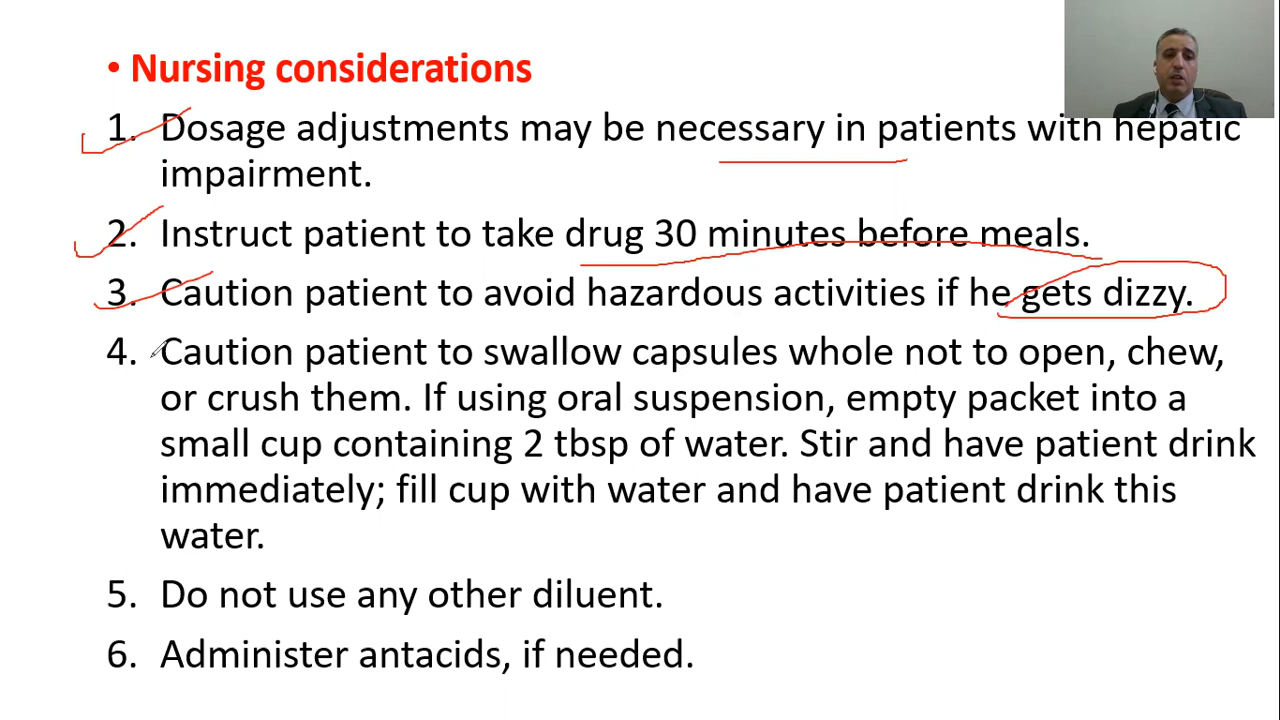 • Nursing considerations
1. Dosage adjustments may be necessary in patients with hepatic
impairment.
2. Instruct patient to take drug 30 minutes before meals.
3. Caution patient to avoid hazardous activities if he gets dizzy.
4. Caution patient to swallow capsules whole not to open, chew,
or crush them. If using oral suspension, empty packet into a
small cup containing 2 tbsp of water. Stir and have patient drink
immediately; fill cup with water and have patient drink this
water.
5. Do not use any other diluent.
6. Administer antacids, if needed.